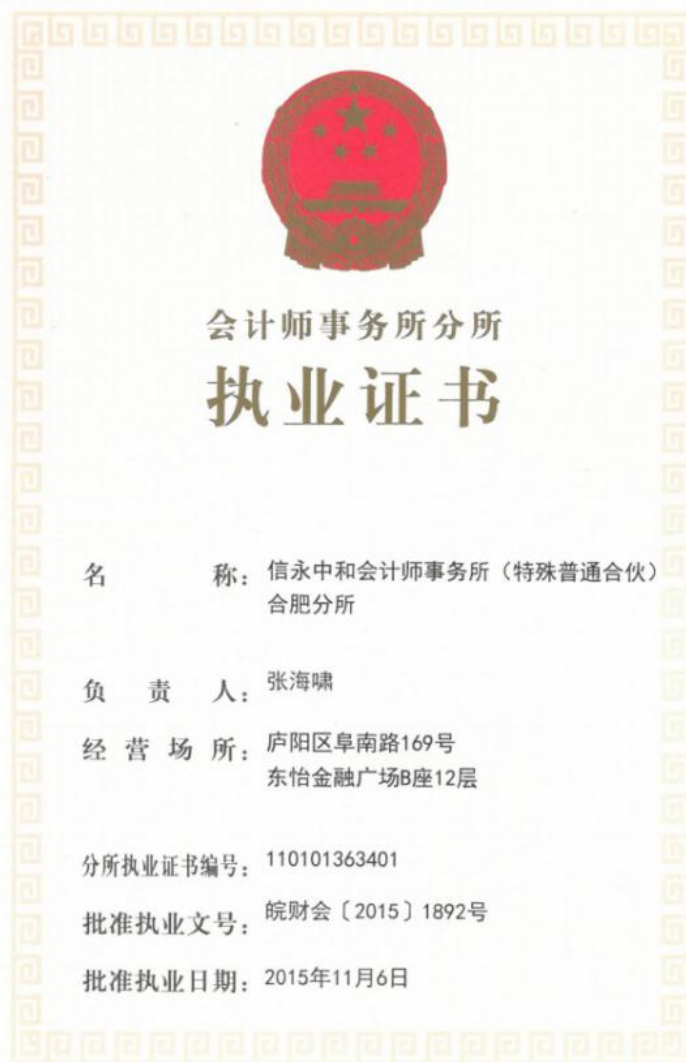 会计师事务所分所
执业证书
名称：信永中和会计师事务所（特殊普通合伙）
合肥分所
负责人：张海啸
经营场所：庐阳区阜南路169号
东怡金融广场B座12层
分所执业证书编号：110101363401
批准执业文号：皖财会〔2015〕1892号
批准执业日期：2015年11月6日